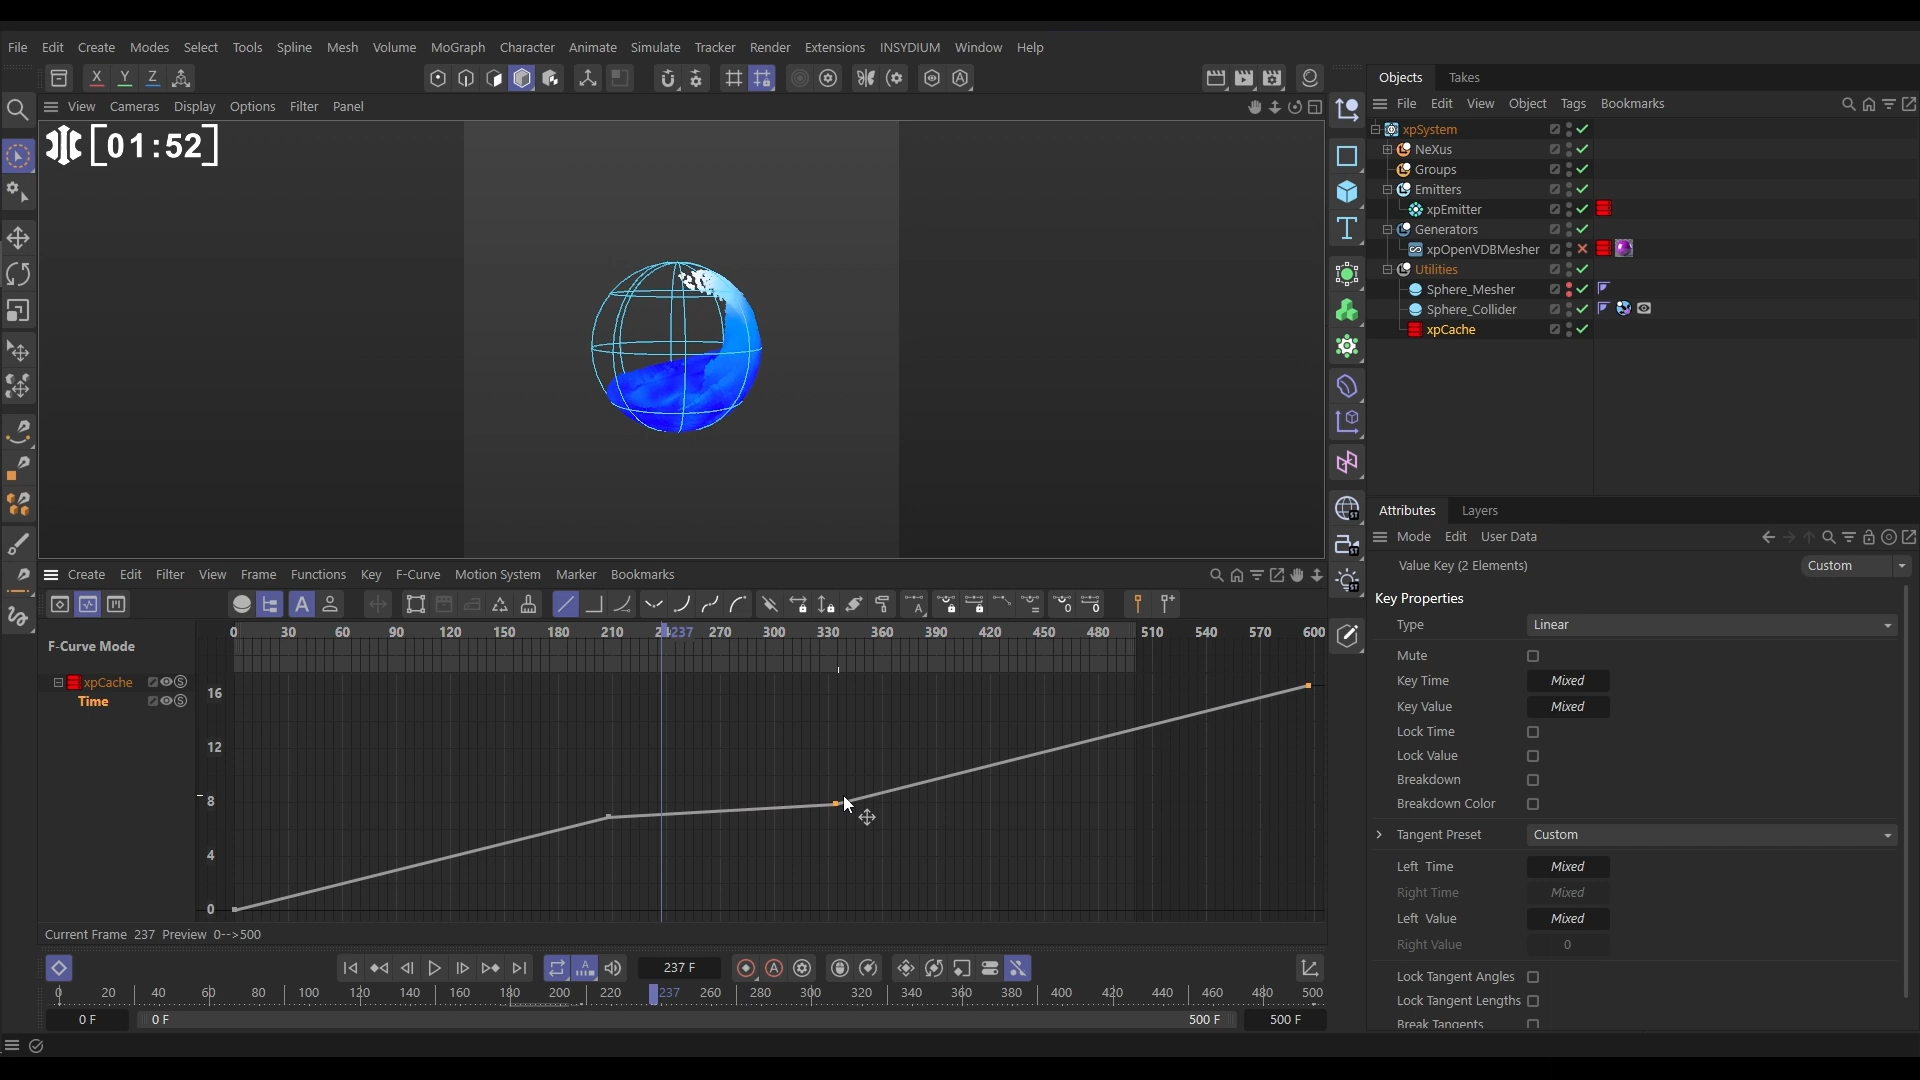 File Edit Create Modes Select Tools Spline Mesh Volume MoGraph Character Animate Simulate Tracker Render Extensions INSYDIUM Window Help
X Y Z
View Cameras Display Options Filter Panel
[01:52]
Objects Takes
File Edit View Object Tags Bookmarks
xpSystem
NeXus
Groups
Emitters
xpEmitter
Generators
xpOpenVDBMesher
Utilities
Sphere_Mesher
Sphere_Collider
xpCache
Attributes Layers
Mode Edit User Data
Value Key (2 Elements) Custom
Key Properties
Type Linear
Mute
Key Time Mixed
Key Value Mixed
Lock Time
Lock Value
Breakdown
Breakdown Color
Tangent Preset Custom
Left Time Mixed
Right Time Mixed
Left Value Mixed
Right Value 0
Lock Tangent Angles
Lock Tangent Lengths
Break Tangents
Create Edit Filter View Frame Functions Key F-Curve Motion System Marker Bookmarks
F-Curve Mode
xpCache
Time
0 30 60 90 120 150 180 210 237 270 300 330 360 390 420 450 480 510 540 570 600
16
12
8
4
0
Current Frame 237 Preview 0-->500
237 F
0 20 40 60 80 100 120 140 160 180 200 220 237 260 280 300 320 340 360 380 400 420 440 460 480 500
0 F 0 F 500 F 500 F